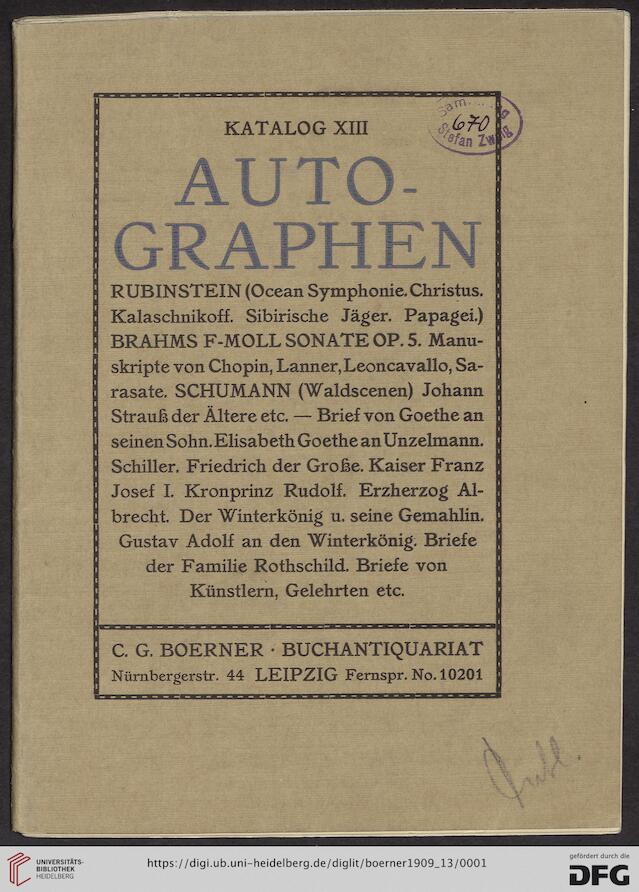 KATALOG XIII
Sammlung
670
Stefan Zweig
AUTO-
GRAPHEN
RUBINSTEIN (Ocean Symphonie. Christus.
Kalaschnikoff. Sibirische Jäger. Papagei.)
BRAHMS F-MOLL SONATE OP. 5. Manu-
skripte von Chopin, Lanner, Leoncavallo, Sa-
rasate. SCHUMANN (Waldscenen) Johann
Strauß der Ältere etc. — Brief von Goethe an
seinen Sohn. Elisabeth Goethe an Unzelmann.
Schiller. Friedrich der Große. Kaiser Franz
Josef I. Kronprinz Rudolf. Erzherzog Al-
brecht. Der Winterkönig u. seine Gemahlin.
Gustav Adolf an den Winterkönig. Briefe
der Familie Rothschild. Briefe von
Künstlern, Gelehrten etc.
C. G. BOERNER · BUCHANTIQUARIAT
Nürnbergerstr. 44 LEIPZIG Fernspr. No. 10201
UNIVERSITÄTS-
BIBLIOTHEK
HEIDELBERG
https://digi.ub.uni-heidelberg.de/diglit/boerner1909_13/0001
gefördert durch die
DFG